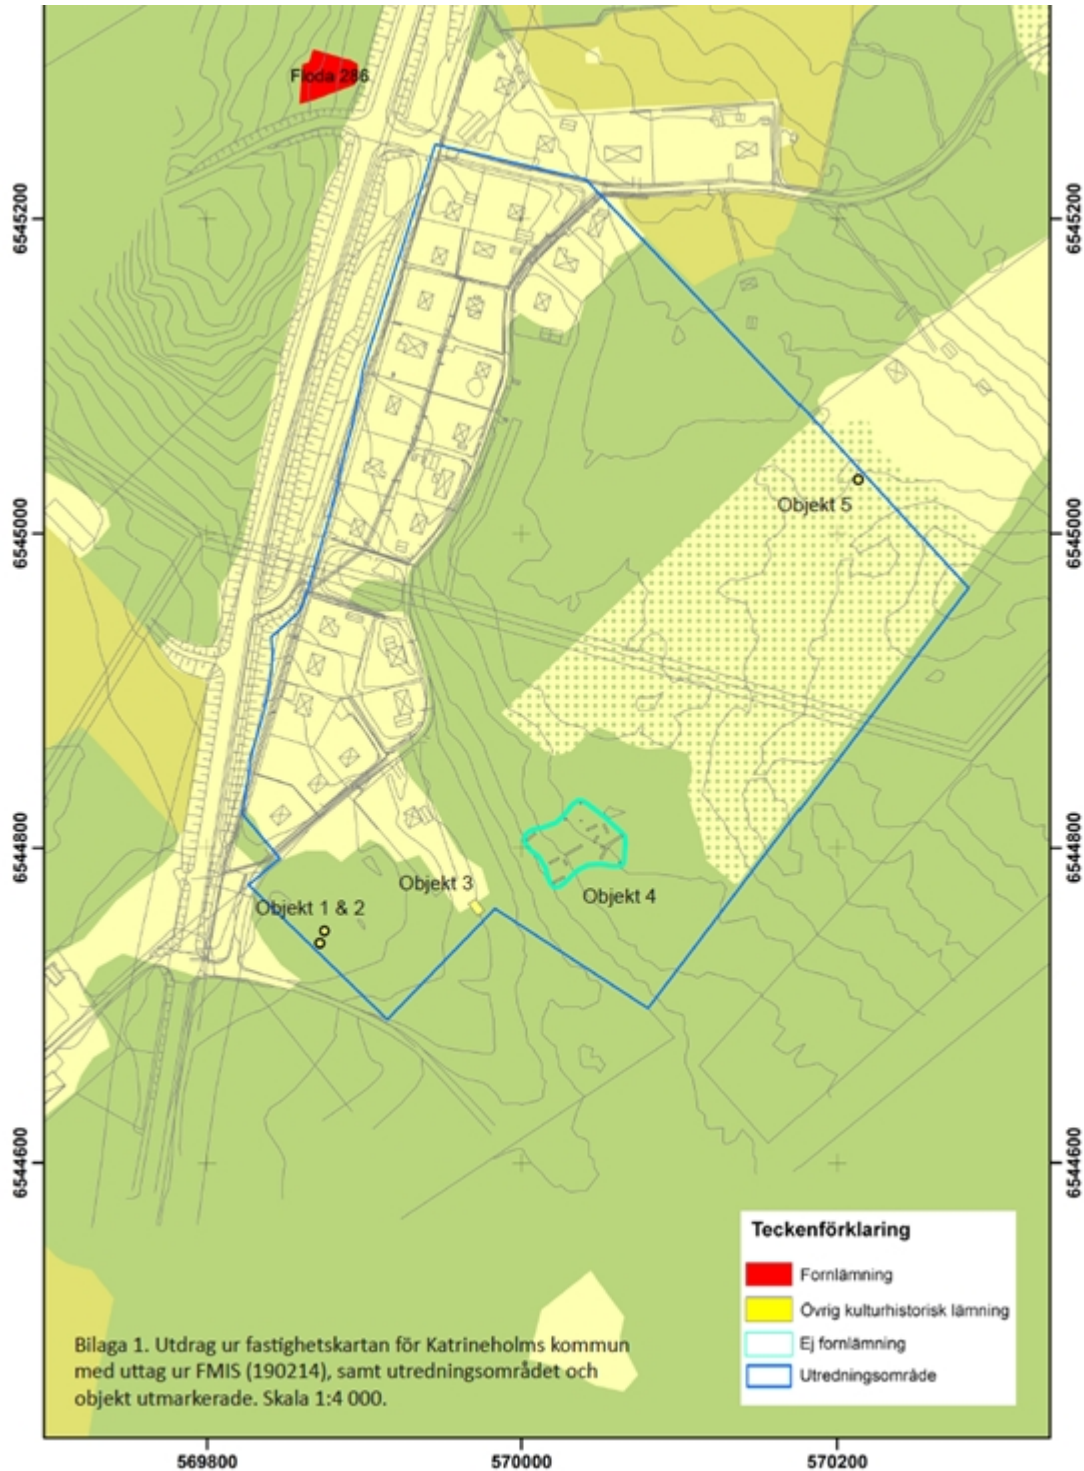 Floda 286
6545200
6545200
Objekt 5
6545000
6545000
6544800
6544800
Objekt 3
Objekt 4
Objekt 1 & 2
6544600
6544600
Teckenförklaring
Fornlämning
Övrig kulturhistorisk lämning
Ej fornlämning
Utredningsområde
Bilaga 1. Utdrag ur fastighetskartan för Katrineholms kommun
med uttag ur FMIS (190214), samt utredningsområdet och
objekt utmarkerade. Skala 1:4 000.
569800
570000
570200